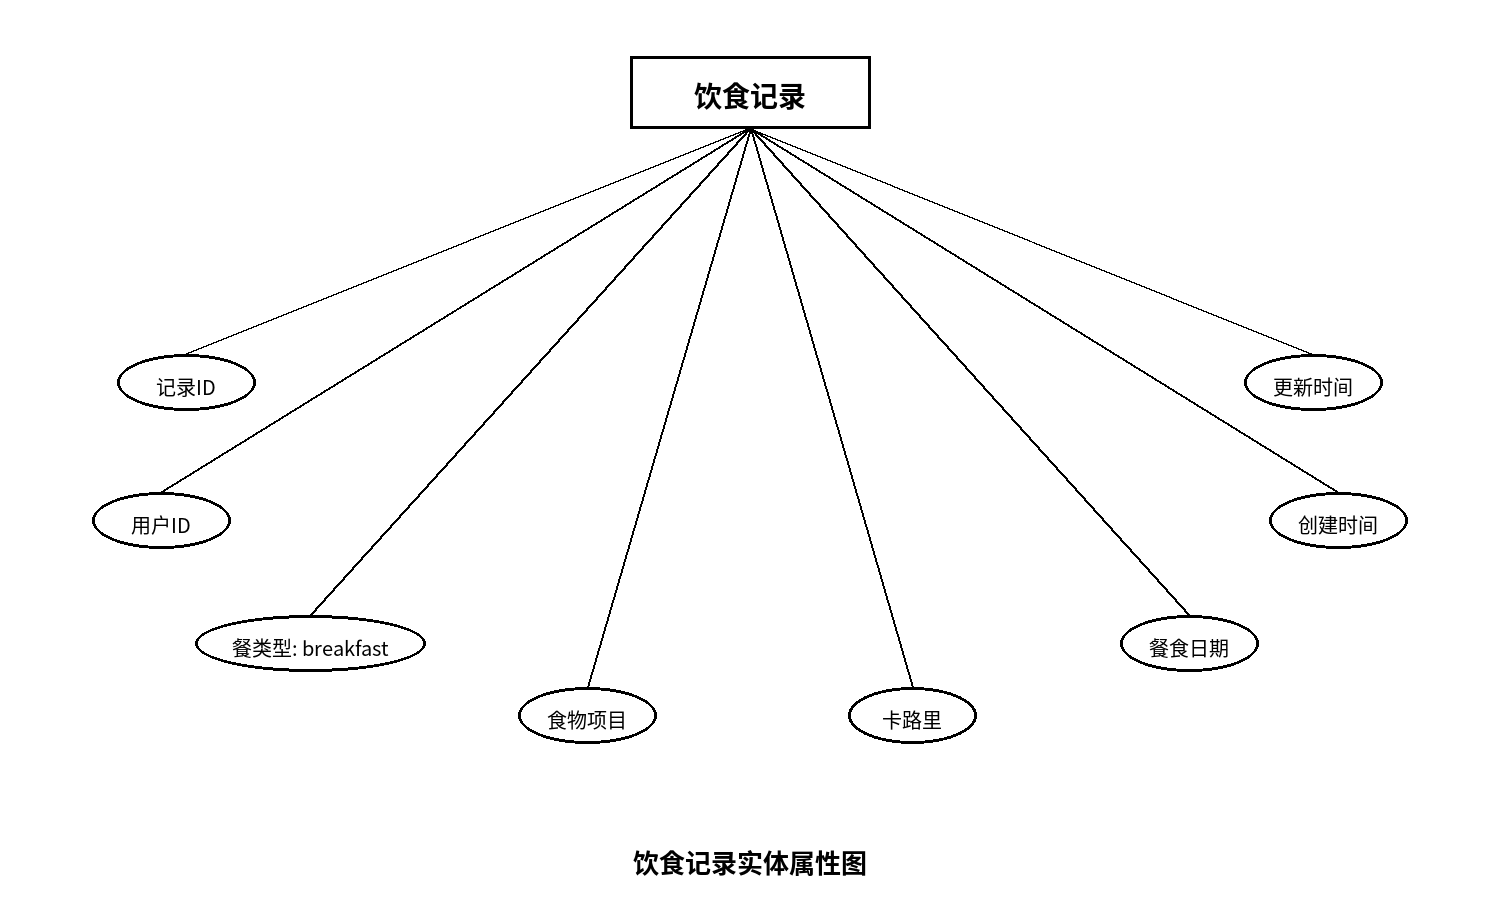 饮食记录
记录ID
更新时间
用户ID
创建时间
餐类型: breakfast
餐食日期
食物项目
卡路里
饮食记录实体属性图